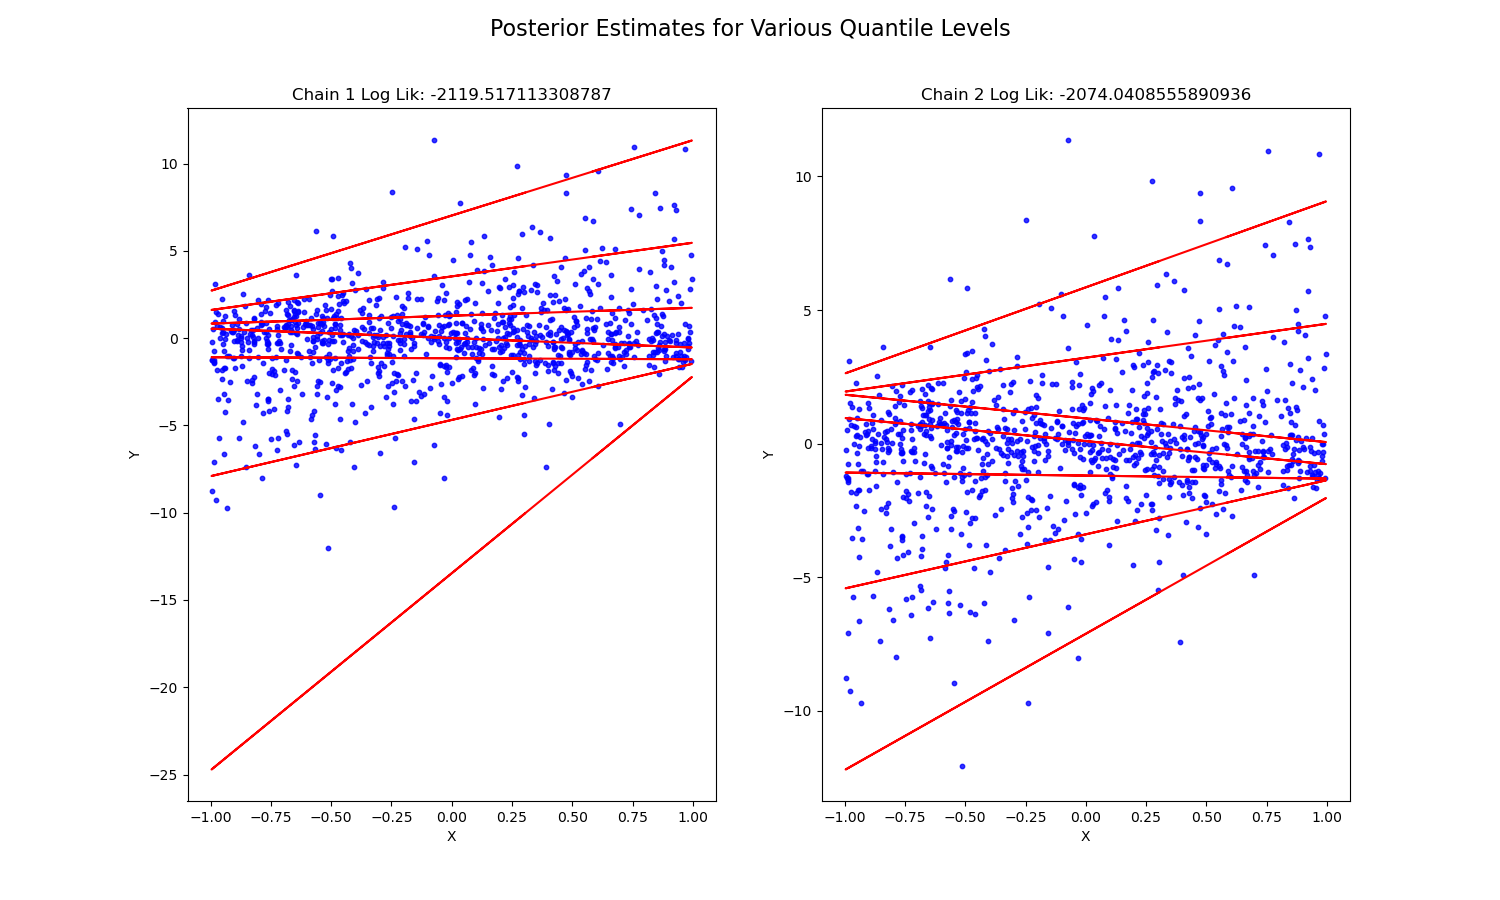 Posterior Estimates for Various Quantile Levels
Chain 1 Log Lik: -2119.517113308787
Chain 2 Log Lik: -2074.0408555890936
10
5
0
−5
−10
−15
−20
−25
Y
−1.00 −0.75 −0.50 −0.25 0.00 0.25 0.50 0.75 1.00
X
10
5
0
−5
−10
Y
−1.00 −0.75 −0.50 −0.25 0.00 0.25 0.50 0.75 1.00
X